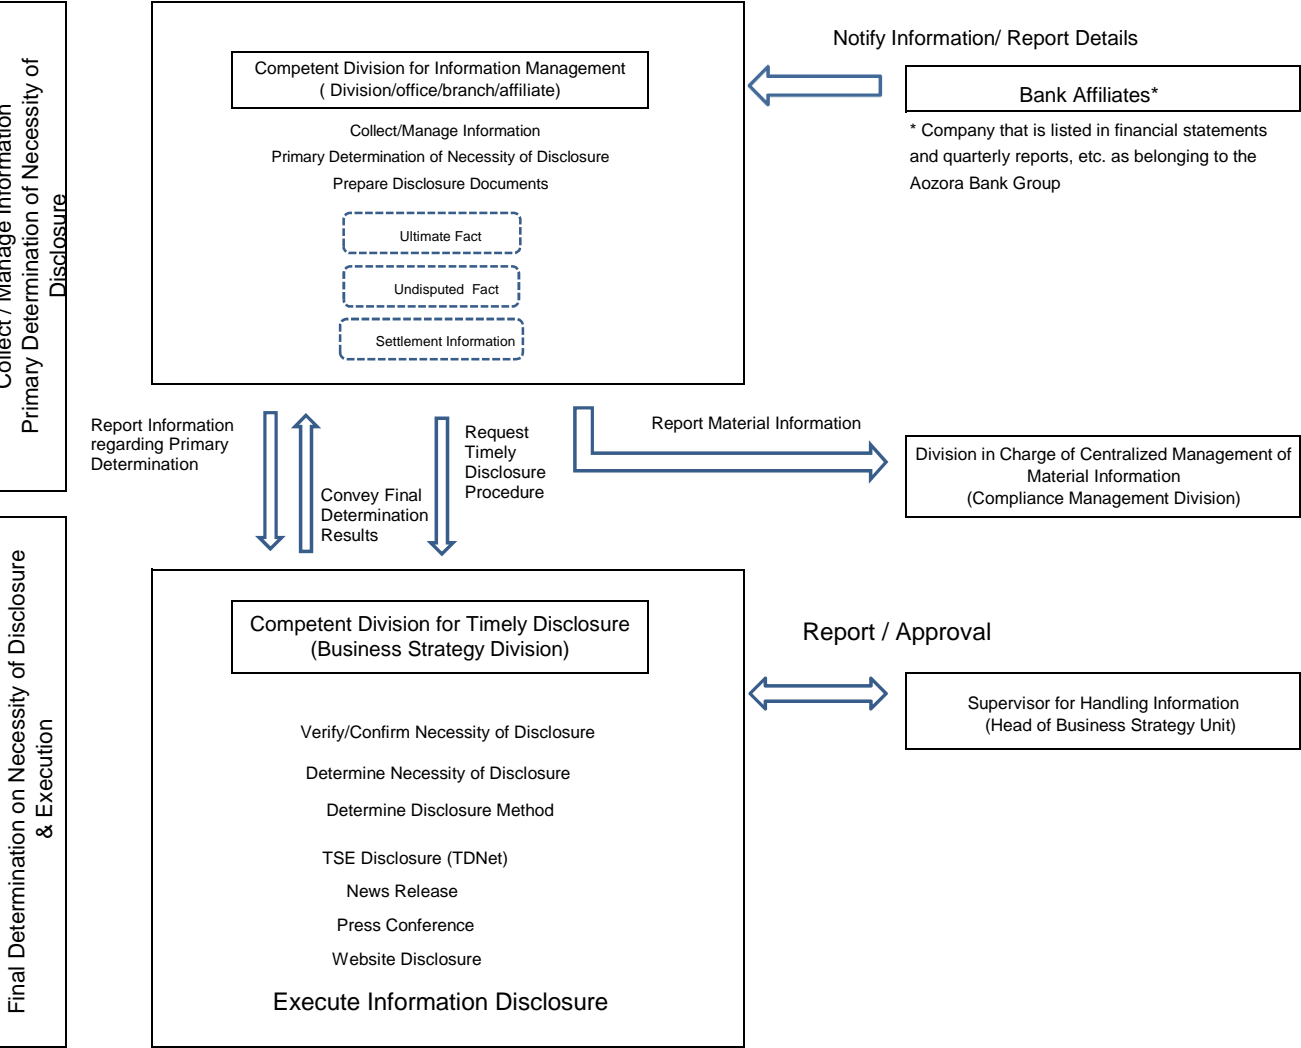 Collect / Manage Information
Primary Determination of Necessity of
Disclosure
Competent Division for Information Management
( Division/office/branch/affiliate)
Collect/Manage Information
Primary Determination of Necessity of Disclosure
Prepare Disclosure Documents
Ultimate Fact
Undisputed Fact
Settlement Information
Notify Information/ Report Details
Bank Affiliates*
* Company that is listed in financial statements
and quarterly reports, etc. as belonging to the
Aozora Bank Group
Report Information
regarding Primary
Determination
Convey Final
Determination
Results
Request
Timely
Disclosure
Procedure
Report Material Information
Division in Charge of Centralized Management of
Material Information
(Compliance Management Division)
Final Determination on Necessity of Disclosure
& Execution
Competent Division for Timely Disclosure
(Business Strategy Division)
Verify/Confirm Necessity of Disclosure
Determine Necessity of Disclosure
Determine Disclosure Method
TSE Disclosure (TDNet)
News Release
Press Conference
Website Disclosure
Execute Information Disclosure
Report / Approval
Supervisor for Handling Information
(Head of Business Strategy Unit)